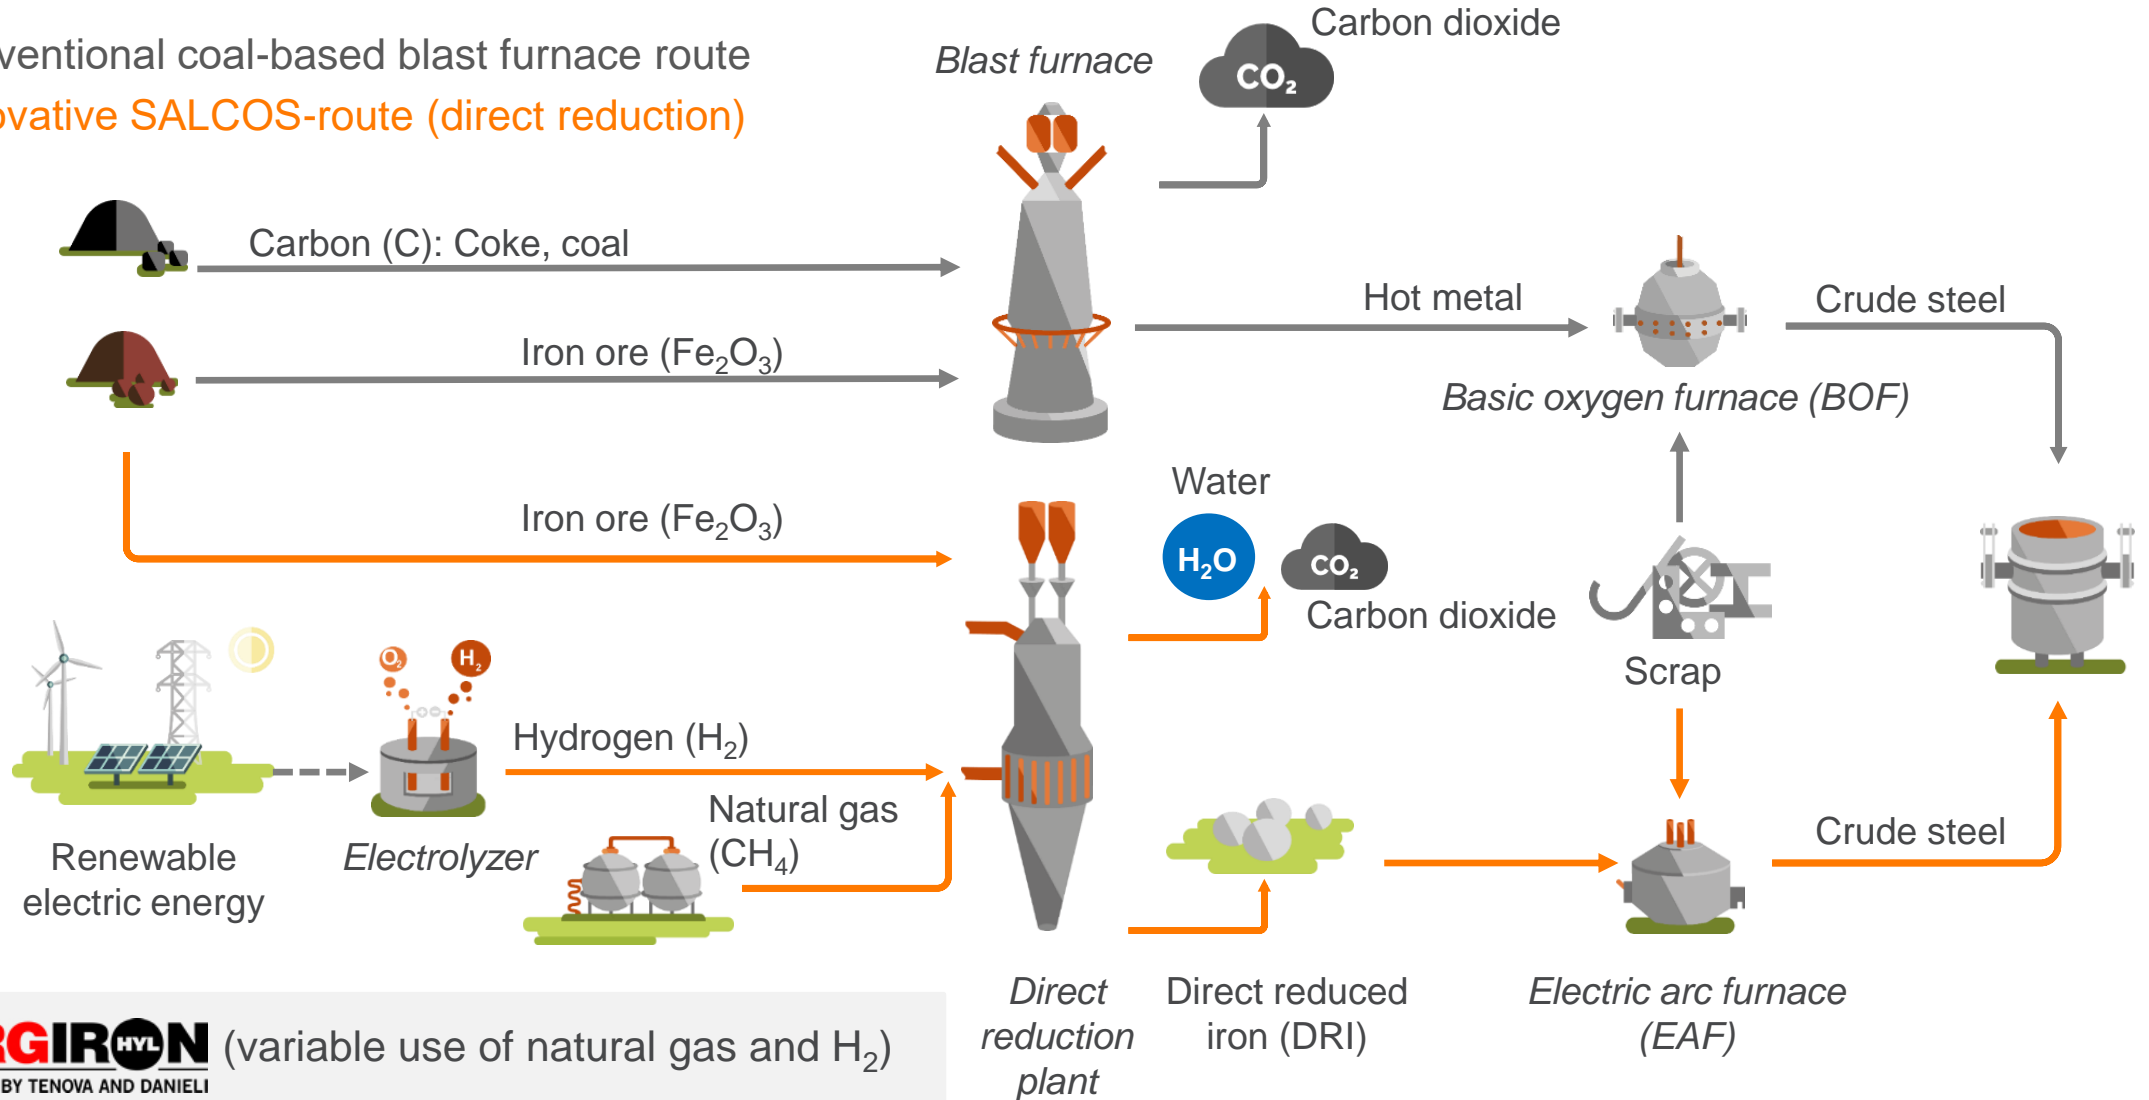 ventional coal-based blast furnace route
ovative SALCOS-route (direct reduction)
Blast furnace
Carbon dioxide
CO₂
Carbon (C): Coke, coal
Hot metal
Crude steel
Iron ore (Fe₂O₃)
Basic oxygen furnace (BOF)
Water
Iron ore (Fe₂O₃)
H₂O
CO₂
Carbon dioxide
Scrap
O₂
H₂
Hydrogen (H₂)
Natural gas
(CH₄)
Crude steel
Renewable
electric energy
Electrolyzer
Direct
reduction
plant
Direct reduced
iron (DRI)
Electric arc furnace
(EAF)
RGIRON HYL
BY TENOVA AND DANIELI
(variable use of natural gas and H₂)